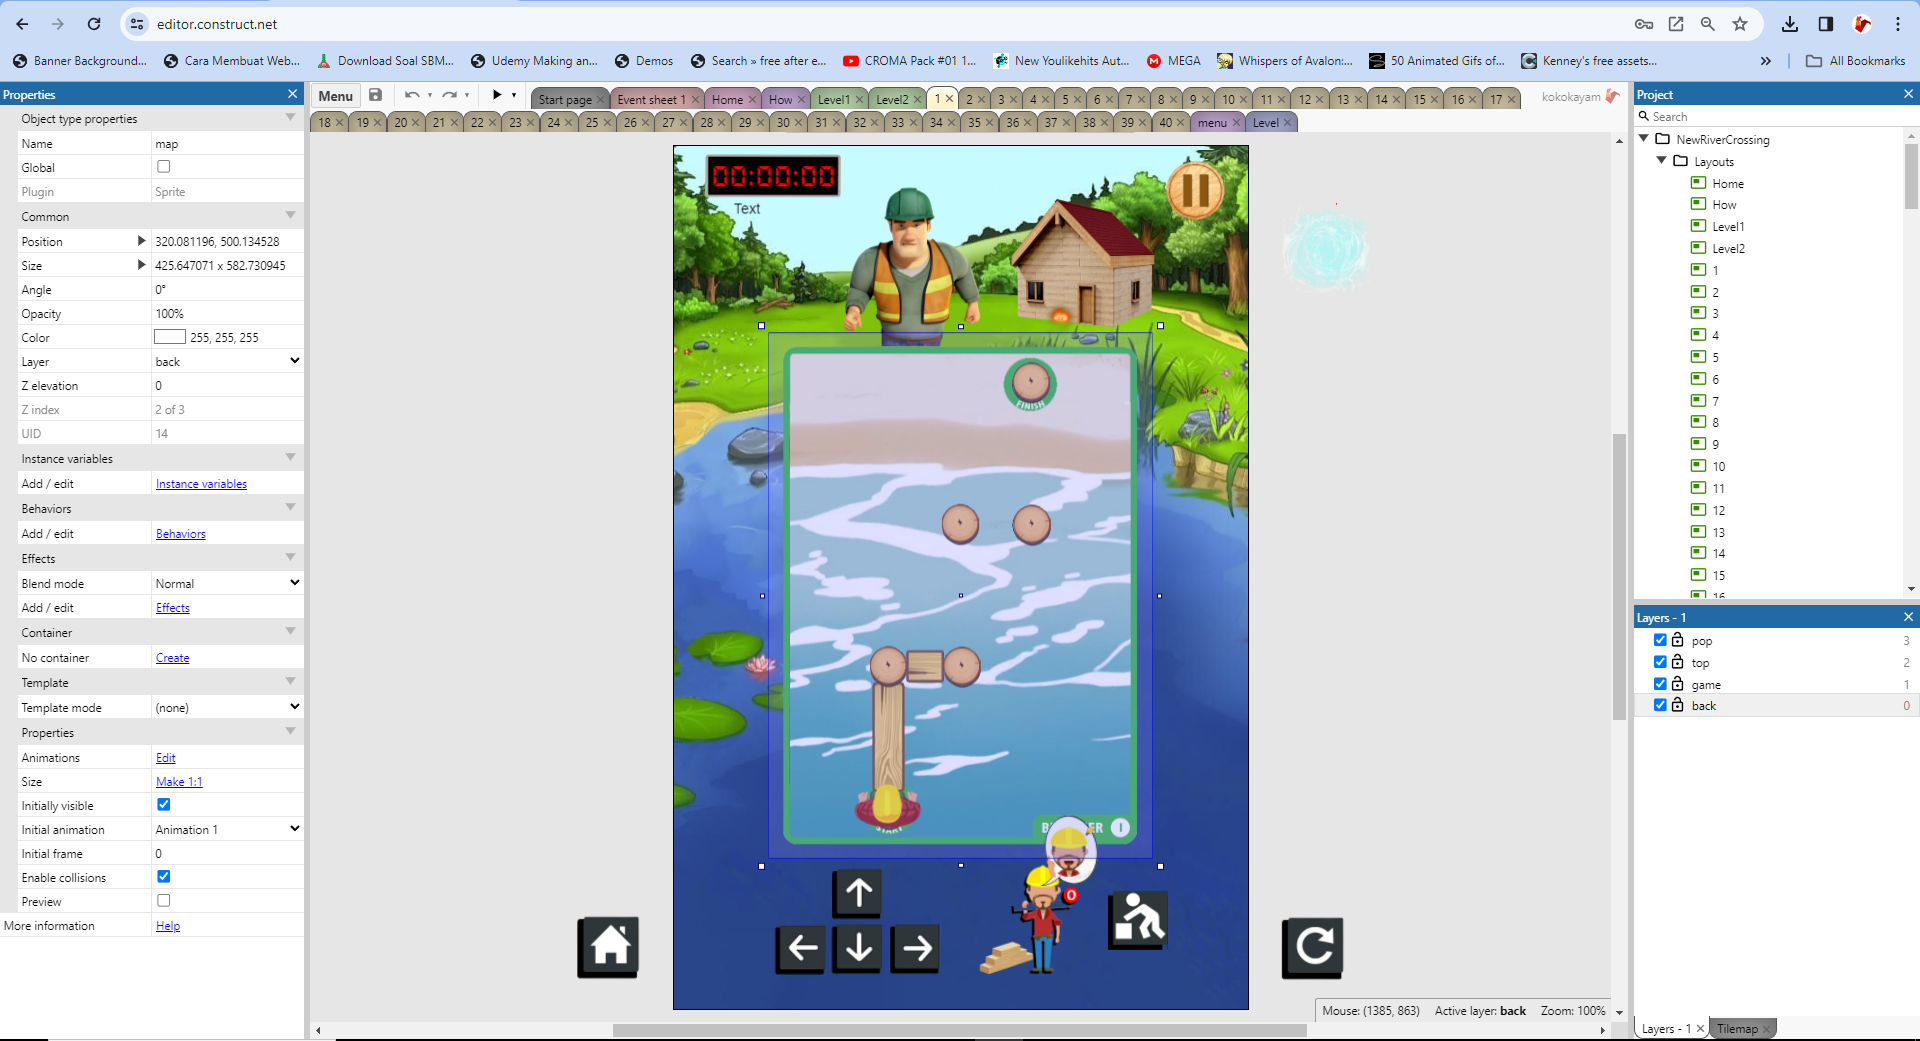 editor.construct.net
Banner Background...
Cara Membuat Web...
Download Soal SBM...
Udemy Making an...
Demos
Search » free after e...
CROMA Pack #01 1...
New Youlikehits Aut...
MEGA
Whispers of Avalon:...
50 Animated Gifs of...
Kenney's free assets...
»
All Bookmarks
Properties
Menu
Start page
Event sheet 1
Home
How
Level1
Level2
1
2
3
4
5
6
7
8
9
10
11
12
13
14
15
16
17
kokokayam
18
19
20
21
22
23
24
25
26
27
28
29
30
31
32
33
34
35
36
37
38
39
40
menu
Level
Object type properties
Name map
Global
Plugin Sprite
Common
Position 320.081196, 500.134528
Size 425.647071 x 582.730945
Angle 0°
Opacity 100%
Color 255, 255, 255
Layer back
Z elevation 0
Z index 2 of 3
UID 14
Instance variables
Add / edit Instance variables
Behaviors
Add / edit Behaviors
Effects
Blend mode Normal
Add / edit Effects
Container
No container Create
Template
Template mode (none)
Properties
Animations Edit
Size Make 1:1
Initially visible
Initial animation Animation 1
Initial frame 0
Enable collisions
Preview
More information Help
00:00:00
Text
FINISH
START
1
0
Mouse: (1385, 863) Active layer: back Zoom: 100%
Project
Search
NewRiverCrossing
Layouts
Home
How
Level1
Level2
1
2
3
4
5
6
7
8
9
10
11
12
13
14
15
16
Layers - 1
pop 3
top 2
game 1
back 0
Layers - 1
Tilemap